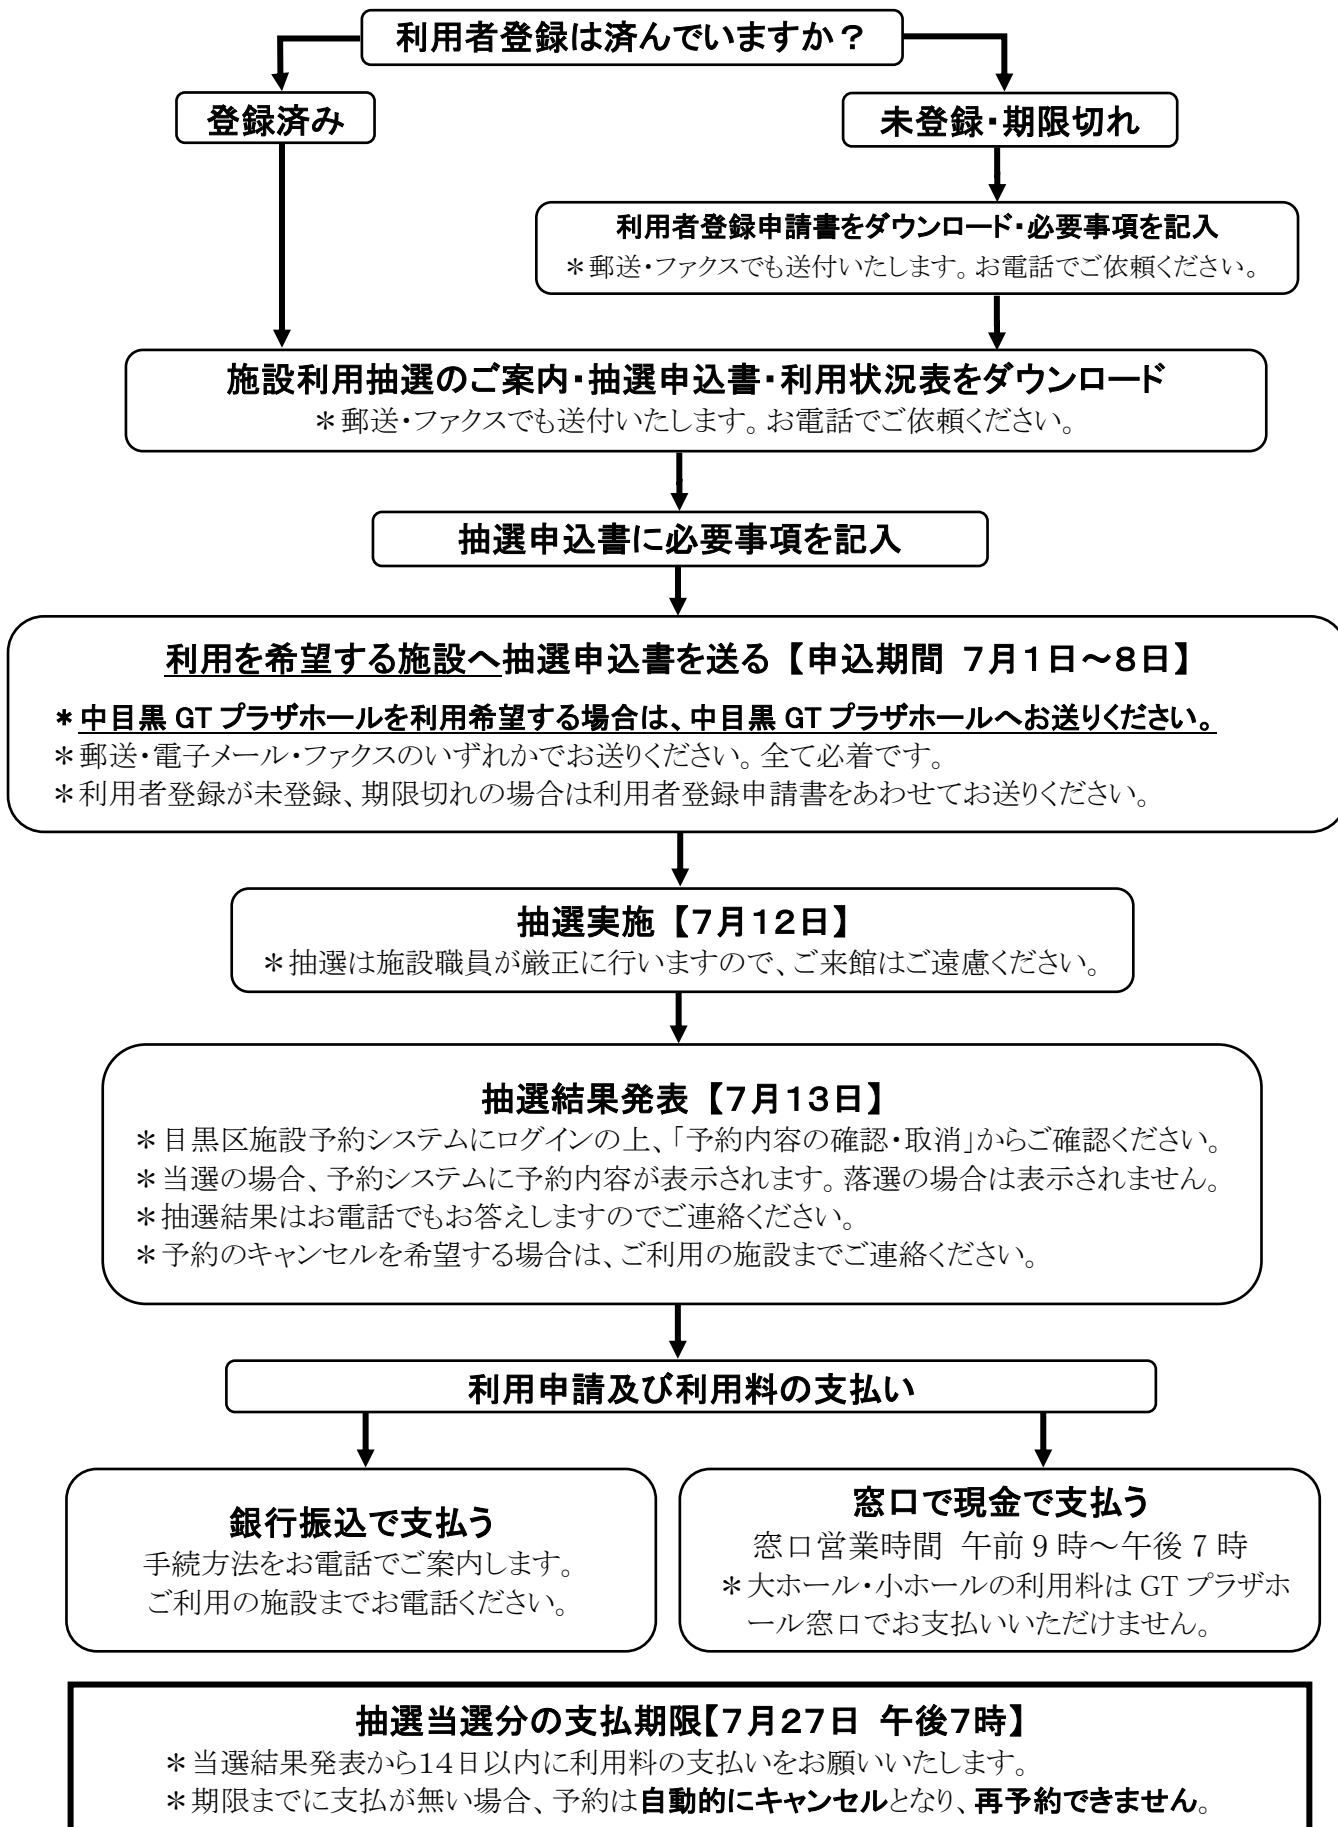 利用者登録は済んでいますか？
登録済み
未登録・期限切れ
利用者登録申請書をダウンロード・必要事項を記入
＊郵送・ファクスでも送付いたします。お電話でご依頼ください。
施設利用抽選のご案内・抽選申込書・利用状況表をダウンロード
＊郵送・ファクスでも送付いたします。お電話でご依頼ください。
抽選申込書に必要事項を記入
利用を希望する施設へ抽選申込書を送る【申込期間 ７月１日～８日】
＊中目黒 GT プラザホールを利用希望する場合は、中目黒 GT プラザホールへお送りください。
＊郵送・電子メール・ファクスのいずれかでお送りください。全て必着です。
＊利用者登録が未登録、期限切れの場合は利用者登録申請書をあわせてお送りください。
抽選実施【７月１２日】
＊抽選は施設職員が厳正に行いますので、ご来館はご遠慮ください。
抽選結果発表【７月１３日】
＊目黒区施設予約システムにログインの上、「予約内容の確認・取消」からご確認ください。
＊当選の場合、予約システムに予約内容が表示されます。落選の場合は表示されません。
＊抽選結果はお電話でもお答えしますのでご連絡ください。
＊予約のキャンセルを希望する場合は、ご利用の施設までご連絡ください。
利用申請及び利用料の支払い
銀行振込で支払う
手続方法をお電話でご案内します。
ご利用の施設までお電話ください。
窓口で現金で支払う
窓口営業時間 午前 9 時～午後 7 時
＊大ホール・小ホールの利用料は GT プラザホ
ール窓口でお支払いいただけません。
抽選当選分の支払期限【７月２７日 午後７時】
＊当選結果発表から１４日以内に利用料の支払いをお願いいたします。
＊期限までに支払が無い場合、予約は自動的にキャンセルとなり、再予約できません。